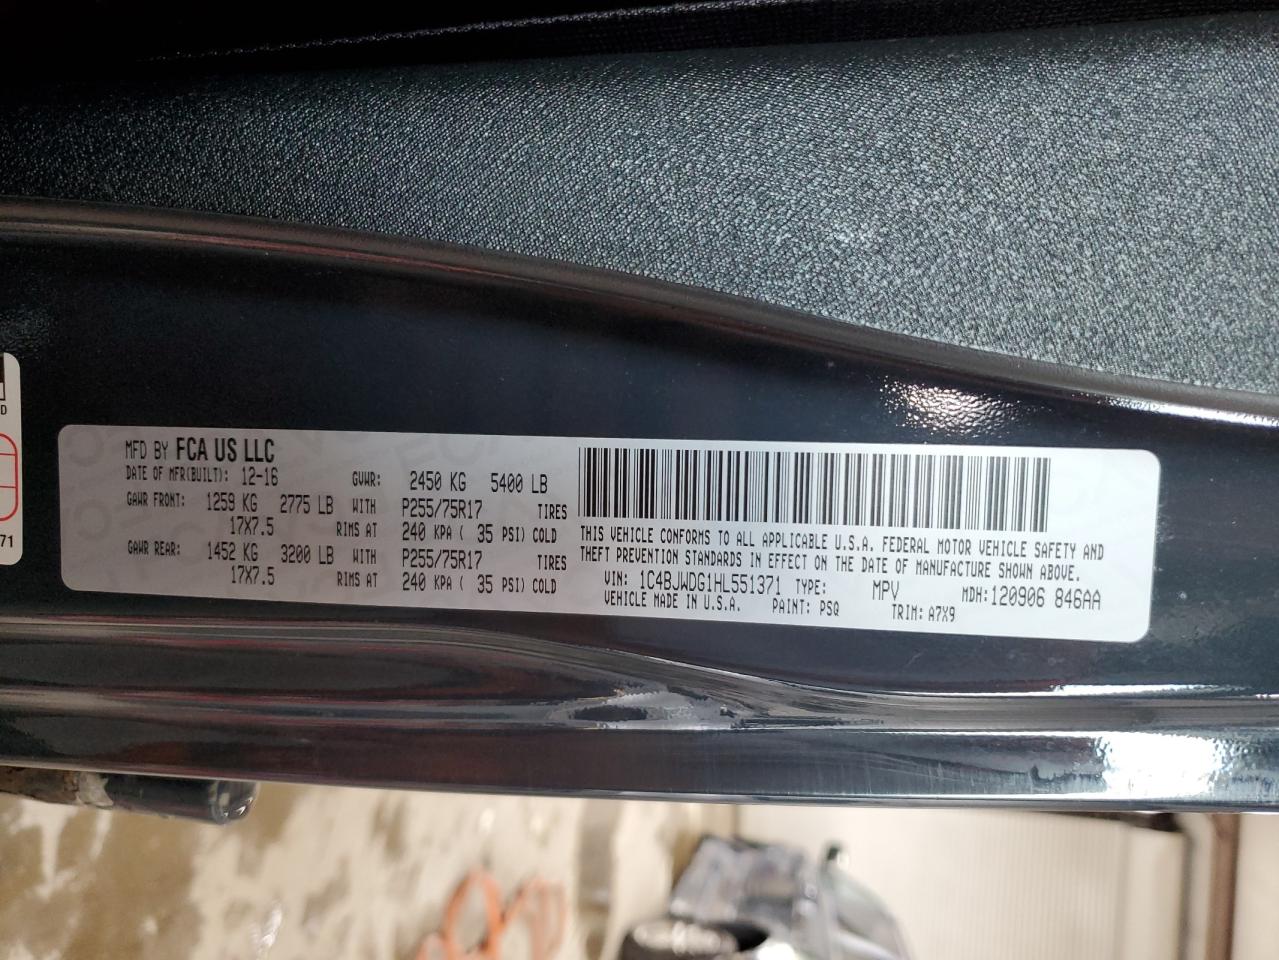 D
71
MFD BY FCA US LLC
DATE OF MFR(BUILT): 12-16 GVWR: 2450 KG 5400 LB
GAWR FRONT: 1259 KG 2775 LB WITH P255/75R17 TIRES
17X7.5 RIMS AT 240 KPA ( 35 PSI) COLD
GAWR REAR: 1452 KG 3200 LB WITH P255/75R17 TIRES
17X7.5 RIMS AT 240 KPA ( 35 PSI) COLD
THIS VEHICLE CONFORMS TO ALL APPLICABLE U.S.A. FEDERAL MOTOR VEHICLE SAFETY AND
THEFT PREVENTION STANDARDS IN EFFECT ON THE DATE OF MANUFACTURE SHOWN ABOVE.
VIN: 1C4BJWDG1HL551371 TYPE: MPV MDH:120906 846AA
VEHICLE MADE IN U.S.A. PAINT: PSQ TRIM: A7X9